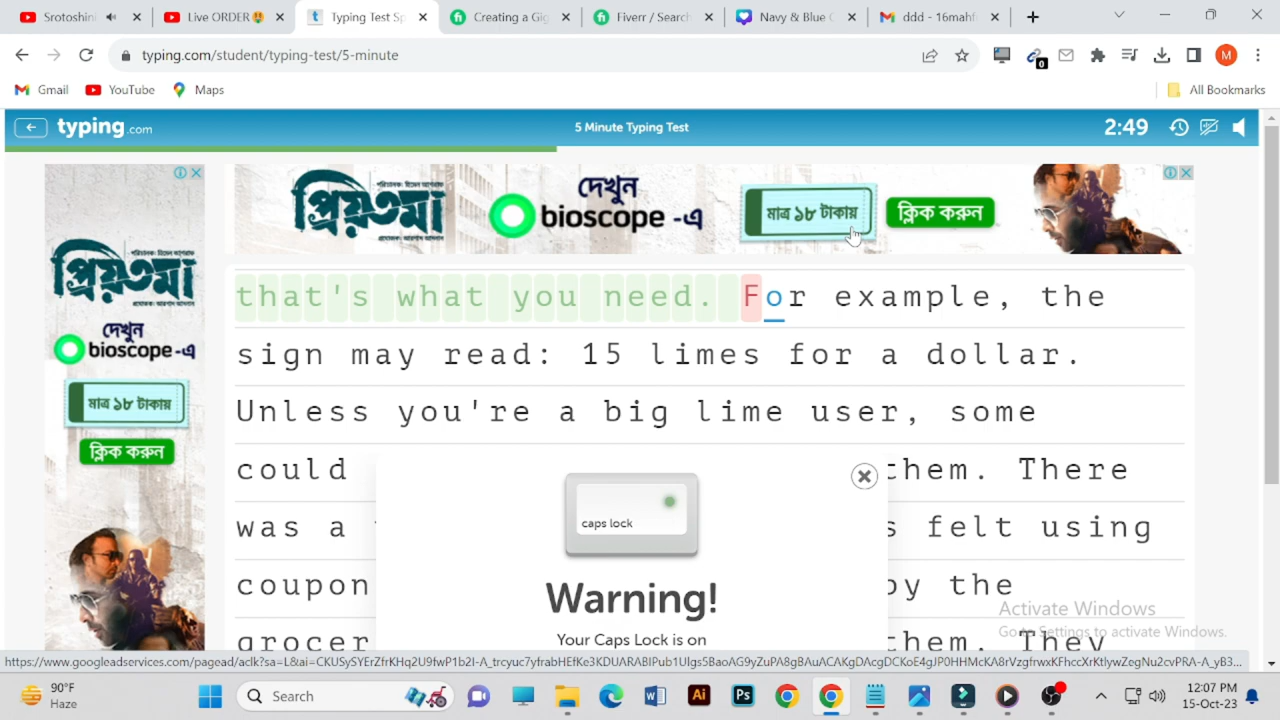 Srotoshini
Live ORDER🤑
Typing Test Sp
Creating a Gig
Fiverr / Search
Navy & Blue C
ddd - 16mahf
typing.com/student/typing-test/5-minute
0
M
Gmail
YouTube
Maps
All Bookmarks
typing.com
5 Minute Typing Test
2:49
প্রিয়তমা
দেখুন
bioscope -এ
মাত্র ১৮ টাকায়
ক্লিক করুন
প্রিয়তমা
দেখুন
bioscope -এ
মাত্র ১৮ টাকায়
ক্লিক করুন
that's what you need. For example, the
sign may read: 15 limes for a dollar.
Unless you're a big lime user, some
could them. There
was a felt using
coupon by the
grocer them. They
caps lock
Warning!
Your Caps Lock is on
Activate Windows
Go to Settings to activate Windows.
90°F
Haze
Search
12:07 PM
15-Oct-23